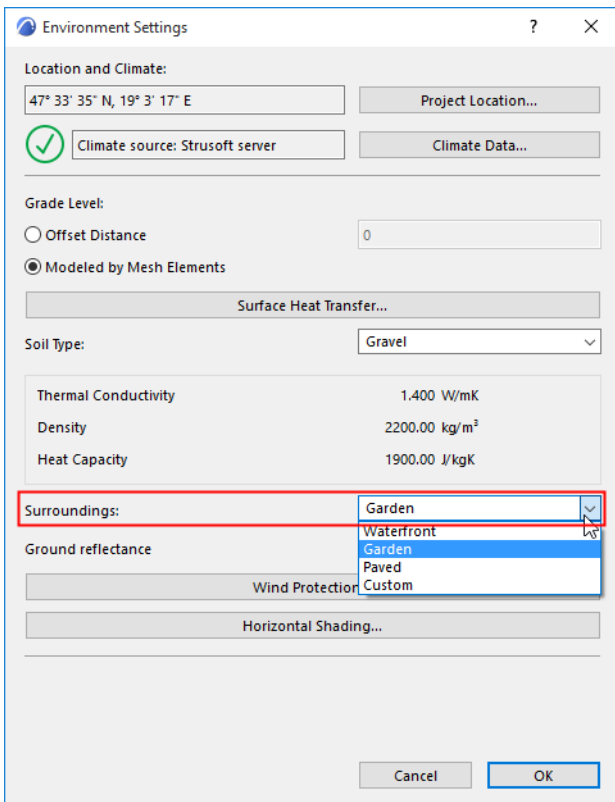 Environment Settings
?
Location and Climate:
47° 33' 35" N, 19° 3' 17" E
Project Location...
Climate source: Strusoft server
Climate Data...
Grade Level:
Offset Distance
0
Modeled by Mesh Elements
Surface Heat Transfer...
Soil Type:
Gravel
Thermal Conductivity 1.400 W/mK
Density 2200.00 kg/m³
Heat Capacity 1900.00 J/kgK
Surroundings:
Garden
Waterfront
Garden
Paved
Custom
Ground reflectance
Wind Protection
Horizontal Shading...
Cancel
OK